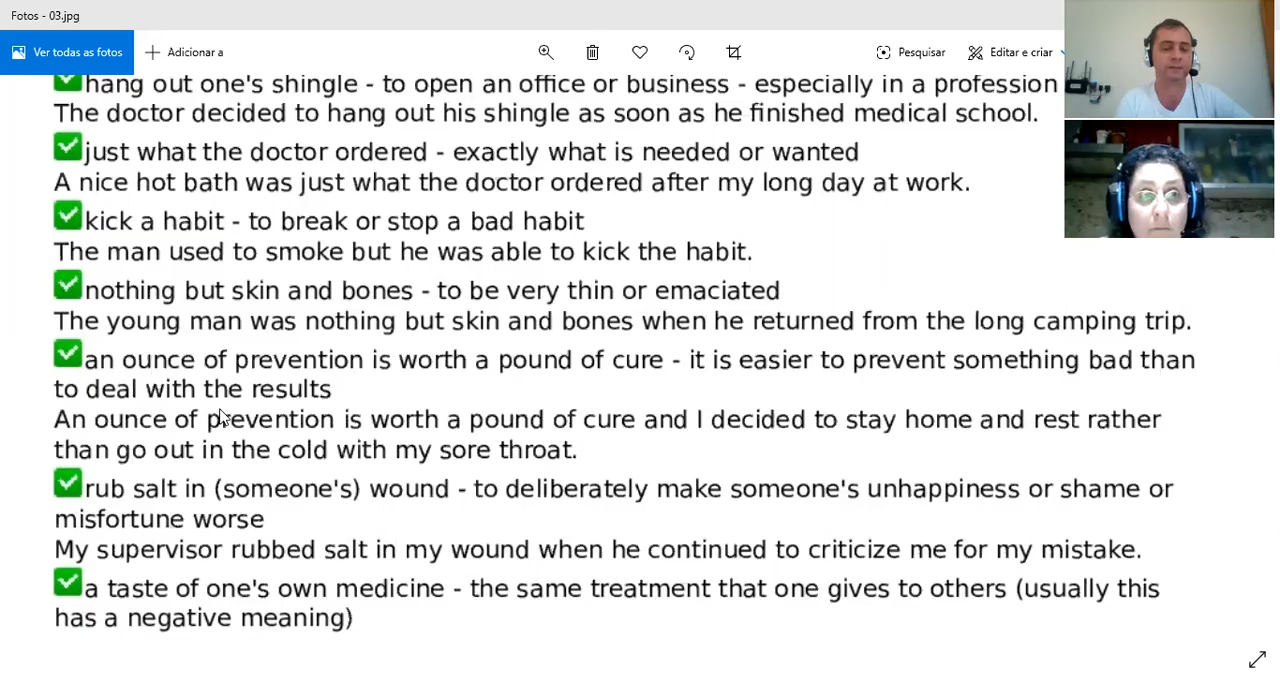 Fotos - 03.jpg
Ver todas as fotos
Adicionar a
Pesquisar
Editar e criar
hang out one's shingle - to open an office or business - especially in a profession
The doctor decided to hang out his shingle as soon as he finished medical school.
just what the doctor ordered - exactly what is needed or wanted
A nice hot bath was just what the doctor ordered after my long day at work.
kick a habit - to break or stop a bad habit
The man used to smoke but he was able to kick the habit.
nothing but skin and bones - to be very thin or emaciated
The young man was nothing but skin and bones when he returned from the long camping trip.
an ounce of prevention is worth a pound of cure - it is easier to prevent something bad than
to deal with the results
An ounce of prevention is worth a pound of cure and I decided to stay home and rest rather
than go out in the cold with my sore throat.
rub salt in (someone's) wound - to deliberately make someone's unhappiness or shame or
misfortune worse
My supervisor rubbed salt in my wound when he continued to criticize me for my mistake.
a taste of one's own medicine - the same treatment that one gives to others (usually this
has a negative meaning)